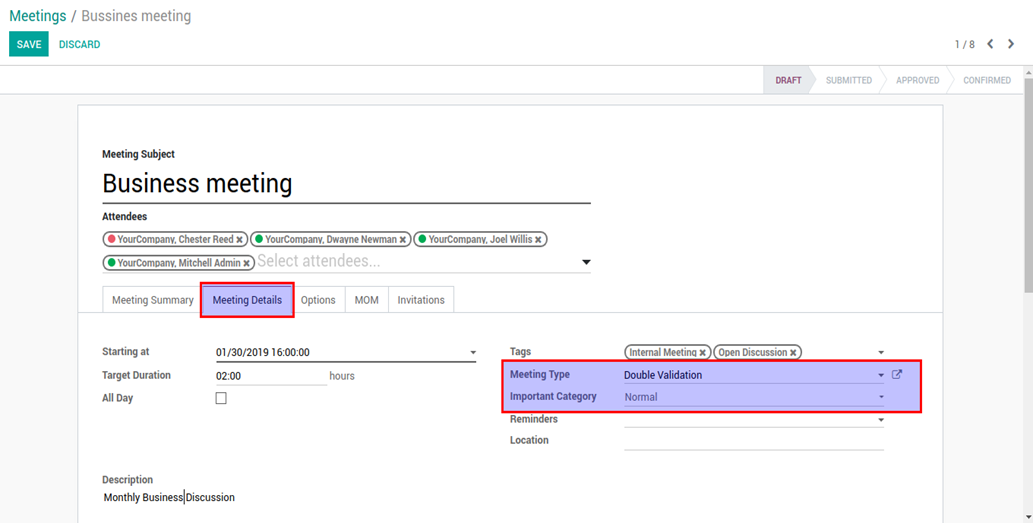 Meetings / Bussines meeting
SAVE DISCARD 1 / 8
DRAFT SUBMITTED APPROVED CONFIRMED
Meeting Subject
Business meeting
Attendees
YourCompany, Chester Reed × YourCompany, Dwayne Newman × YourCompany, Joel Willis ×
YourCompany, Mitchell Admin × Select attendees...
Meeting Summary Meeting Details Options MOM Invitations
Starting at 01/30/2019 16:00:00 Tags Internal Meeting × Open Discussion ×
Target Duration 02:00 hours Meeting Type Double Validation
All Day Important Category Normal
Reminders
Location
Description
Monthly Business Discussion